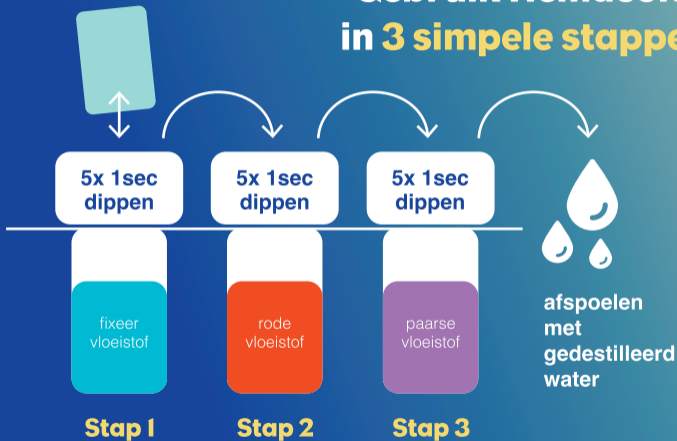 in 3 simpele stappe
5x 1sec
dippen
5x 1sec
dippen
5x 1sec
dippen
fixeer
vloeistof
rode
vloeistof
paarse
vloeistof
afspoelen
met
gedestilleerd
water
Stap 1
Stap 2
Stap 3